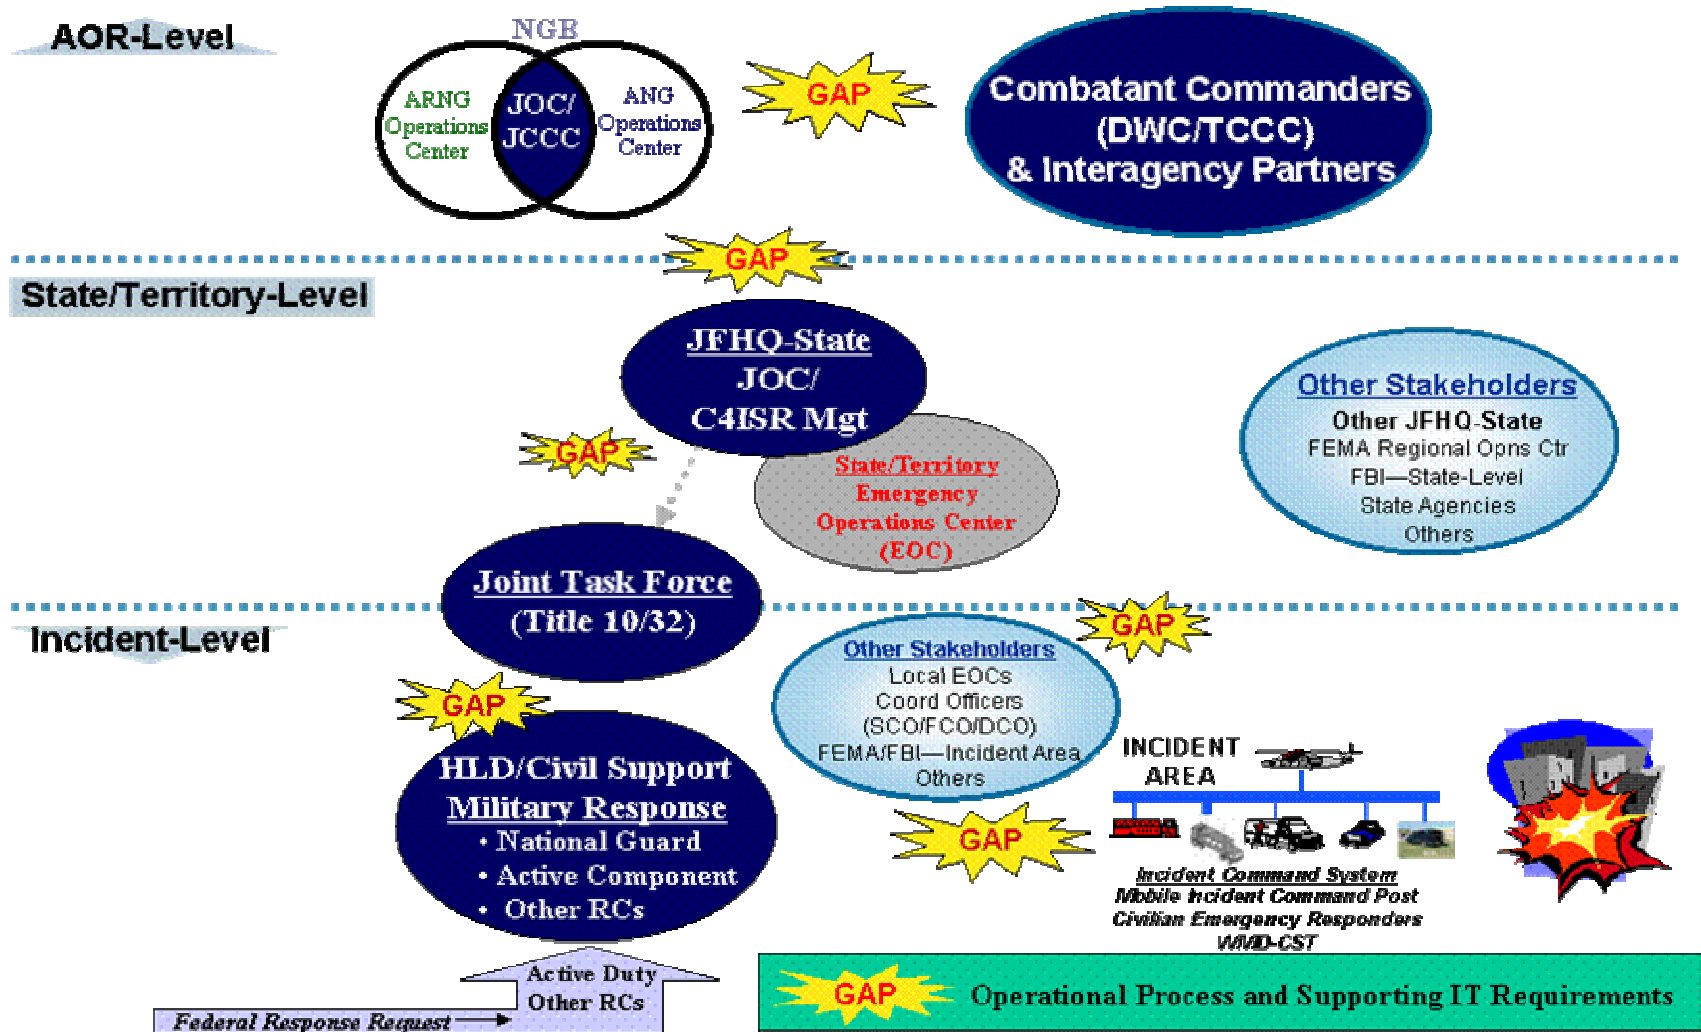 AOR-Level
NGB
ARNG
Operations
Center
JOC/
JCCC
ANG
Operations
Center
GAP
Combatant Commanders
(DWC/TCCC)
& Interagency Partners
GAP
State/Territory-Level
JFHQ-State
JOC/
C4ISR Mgt
GAP
State/Territory
Emergency
Operations Center
(EOC)
Other Stakeholders
Other JFHQ-State
FEMA Regional Opns Ctr
FBI—State-Level
State Agencies
Others
Joint Task Force
(Title 10/32)
Incident-Level
GAP
Other Stakeholders
Local EOCs
Coord Officers
(SCO/FCO/DCO)
FEMA/FBI—Incident Area
Others
GAP
HLD/Civil Support
Military Response
• National Guard
• Active Component
• Other RCs
GAP
INCIDENT
AREA
Incident Command System
Mobile Incident Command Post
Civilian Emergency Responders
WMD-CST
Active Duty
Other RCs
Federal Response Request
GAP Operational Process and Supporting IT Requirements